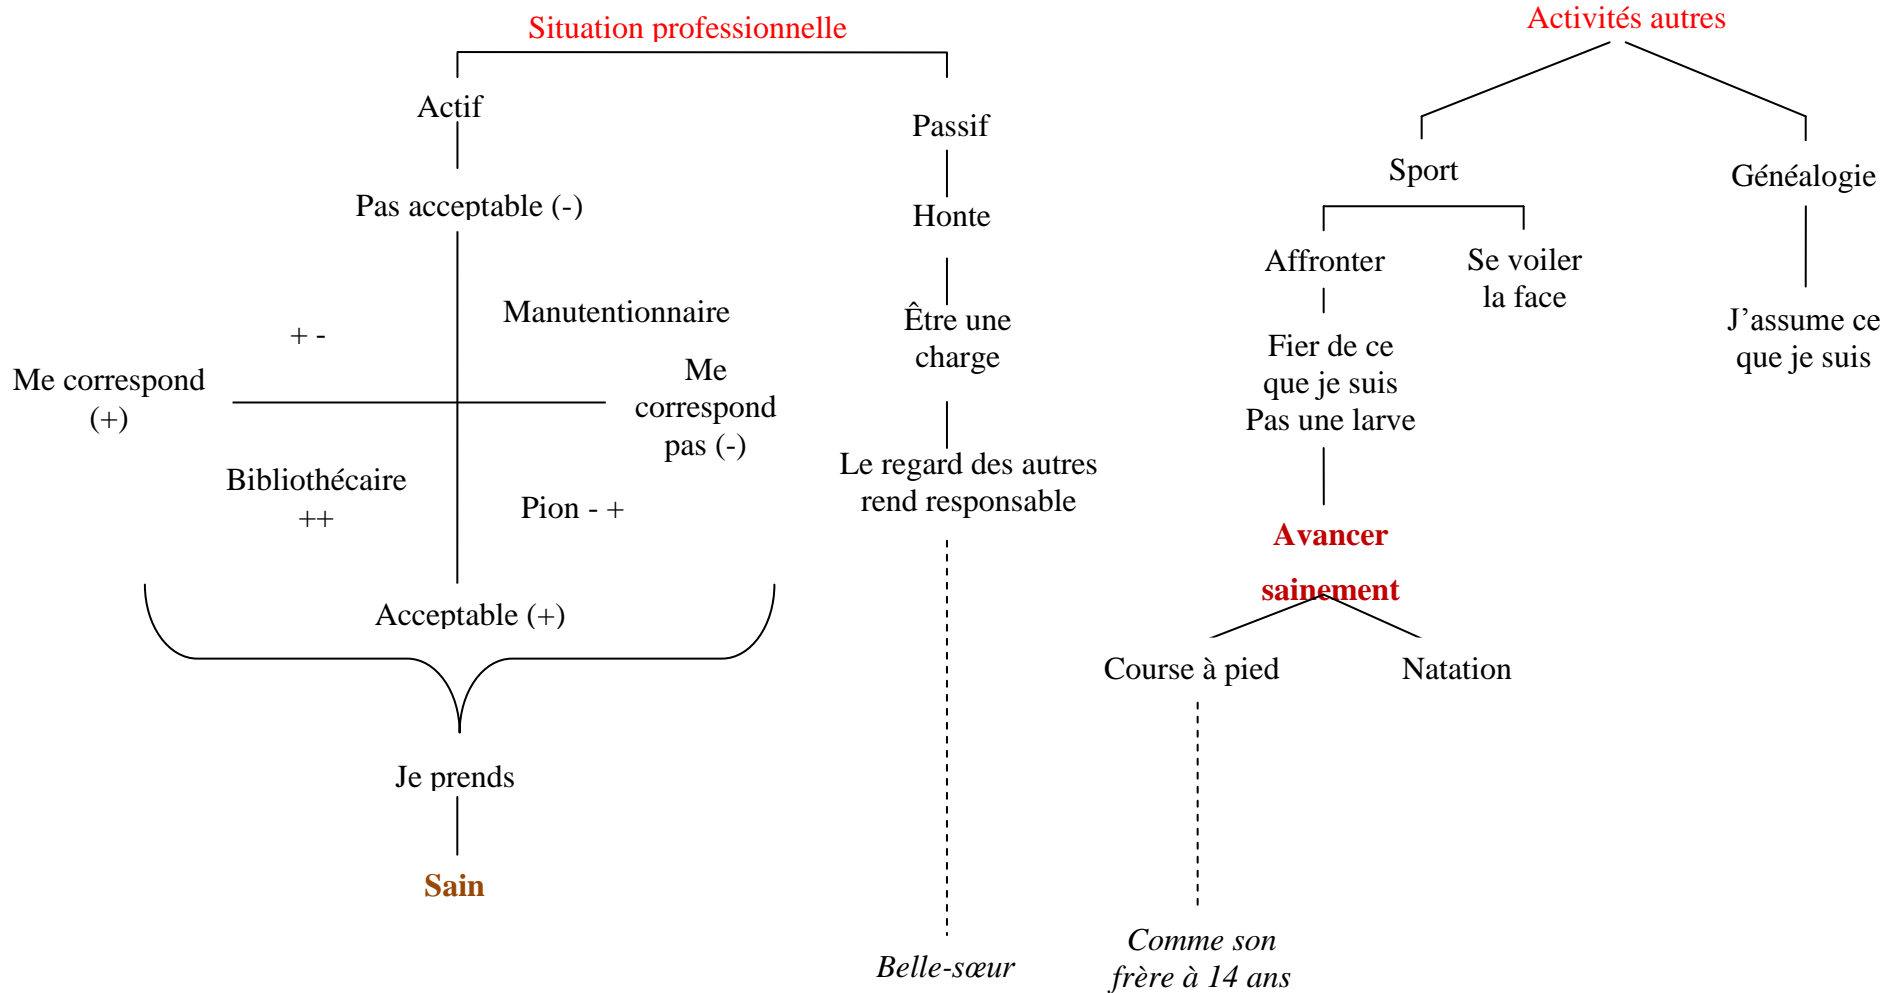 Situation professionnelle
Activités autres
Actif
Passif
Sport
Généalogie
Pas acceptable (-)
Honte
Affronter
Se voiler
la face
Manutentionnaire
+ -
Être une
charge
J’assume ce
que je suis
Fier de ce
que je suis
Pas une larve
Me correspond
(+)
Me
correspond
pas (-)
Le regard des autres
rend responsable
Bibliothécaire
++
Pion - +
Avancer
sainement
Acceptable (+)
Course à pied
Natation
Je prends
Sain
Belle-sœur
Comme son
frère à 14 ans